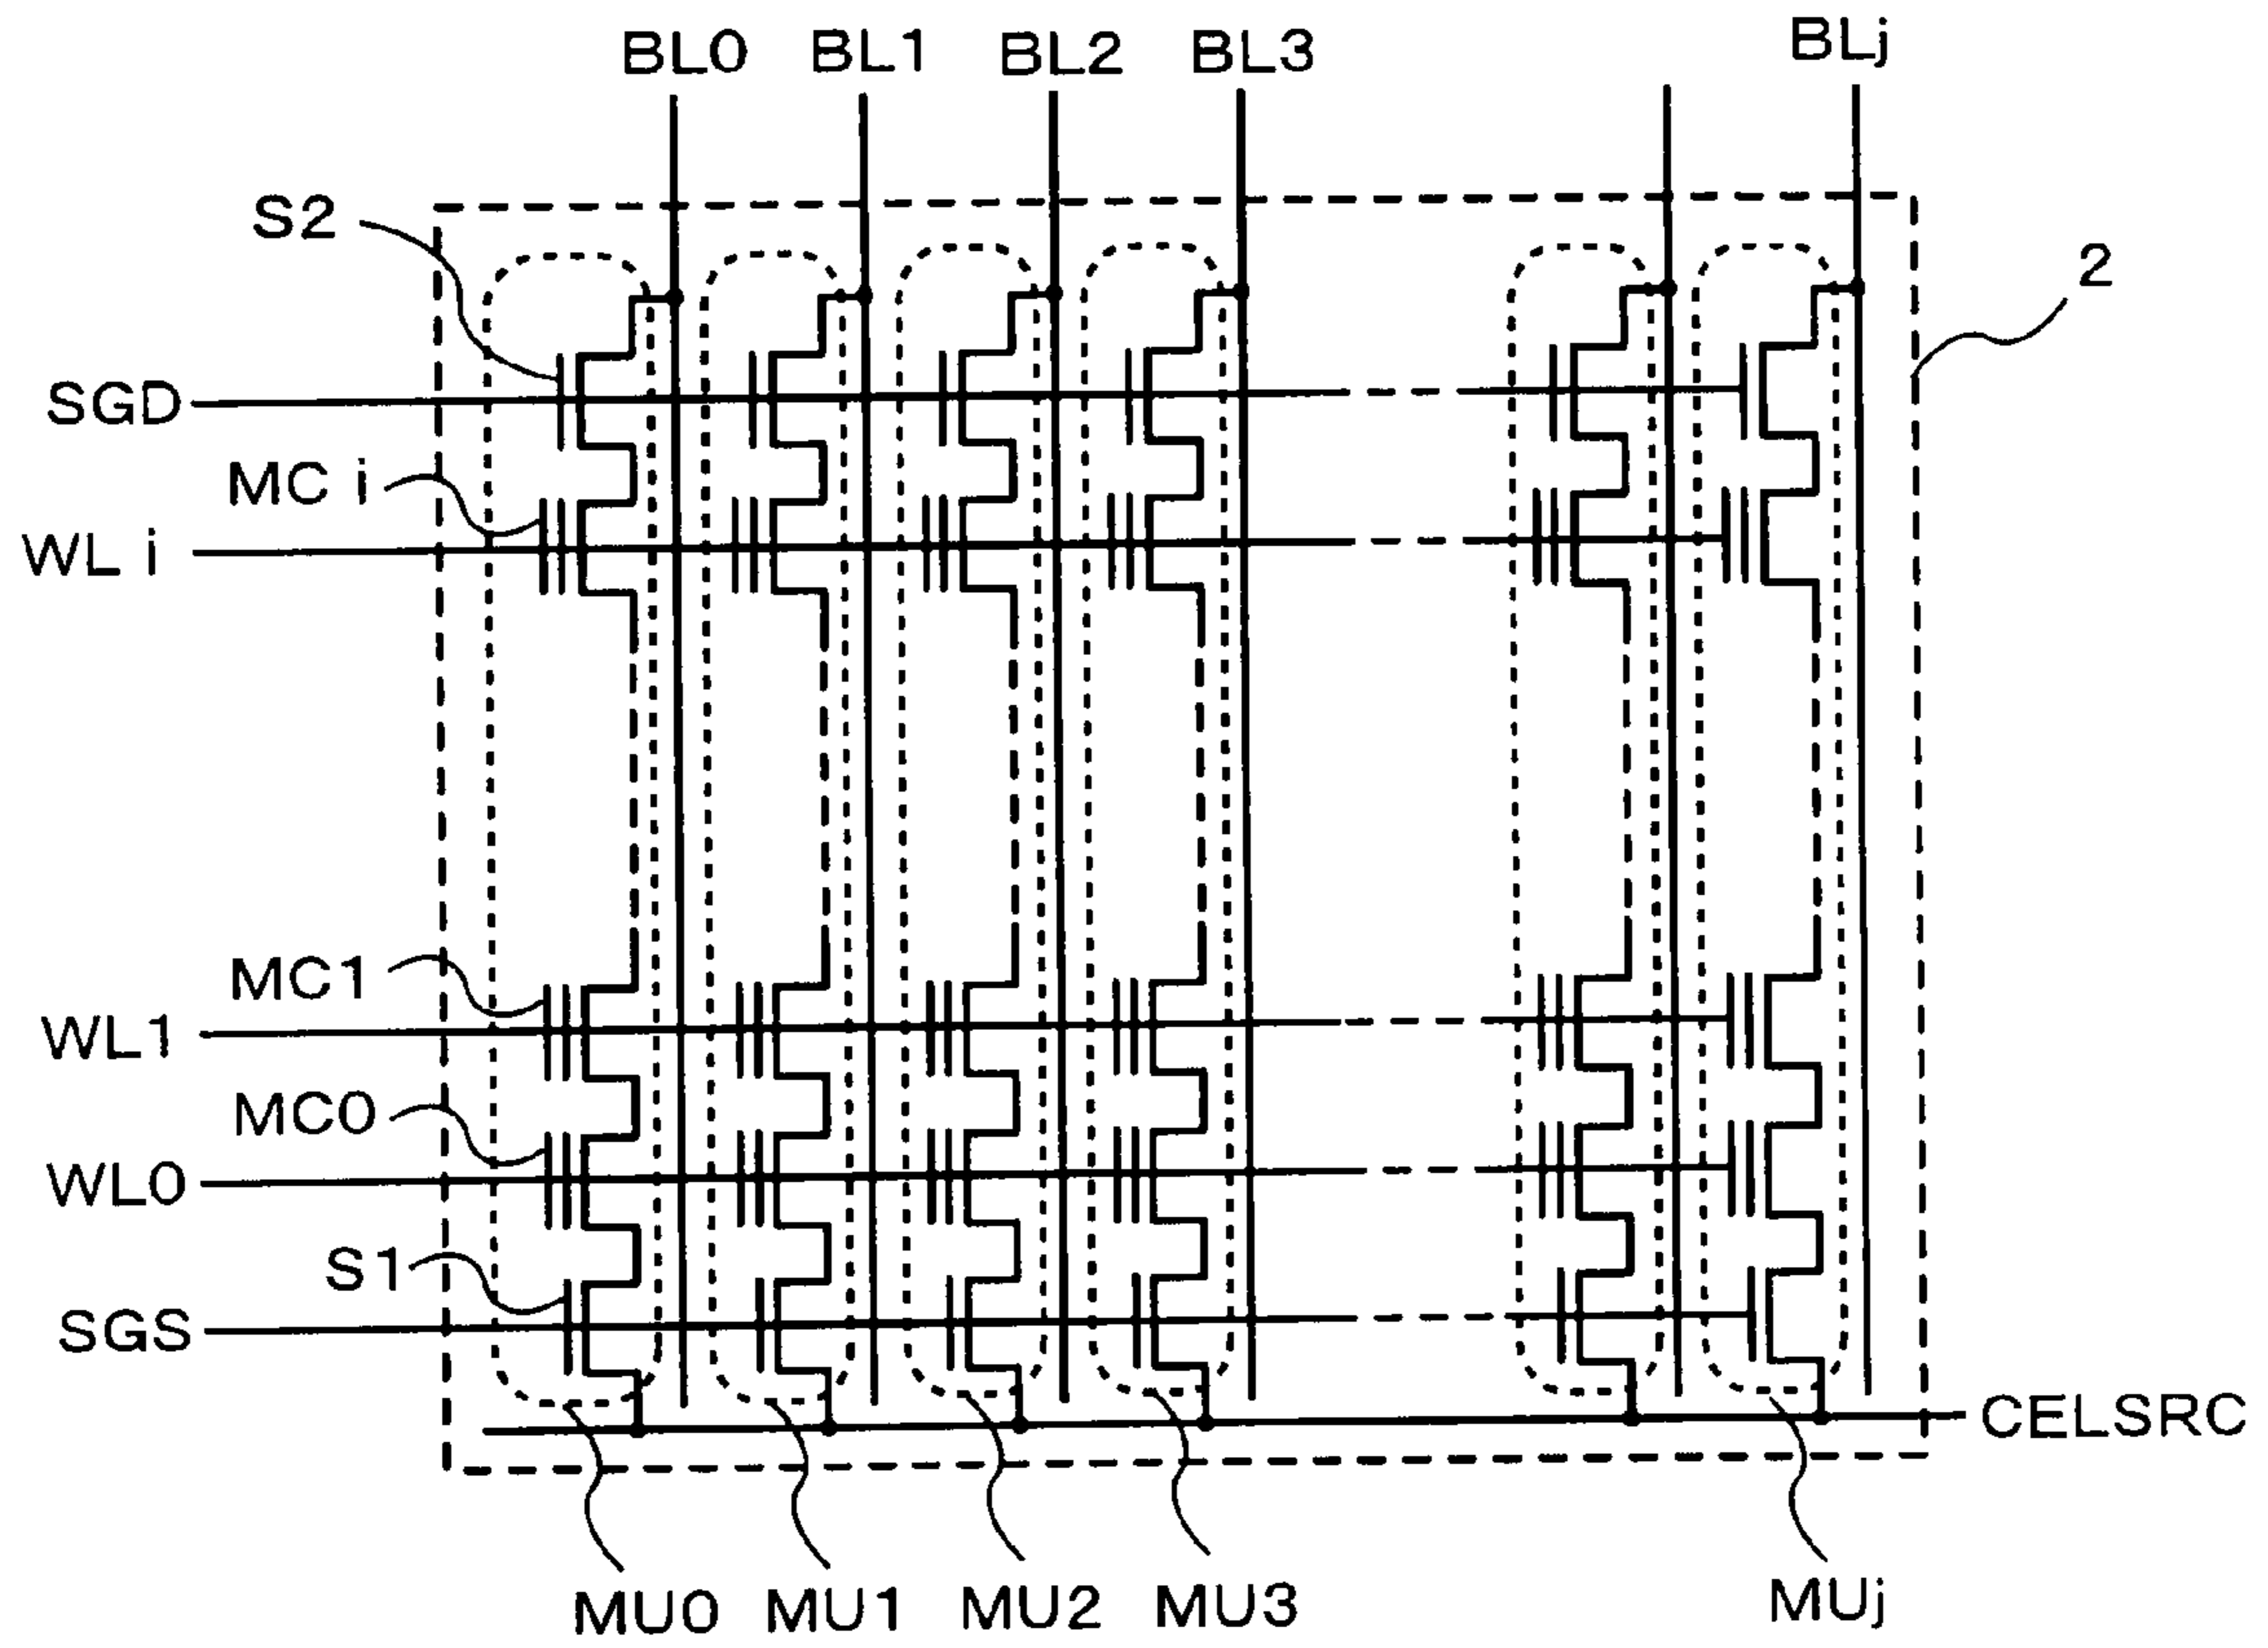 BL0 BL1 BL2 BL3 BLj
S2
2
SGD
MC i
WL i
MC1
WL1
MC0
WL0
S1
SGS
CELSRC
MU0 MU1 MU2 MU3 MUj